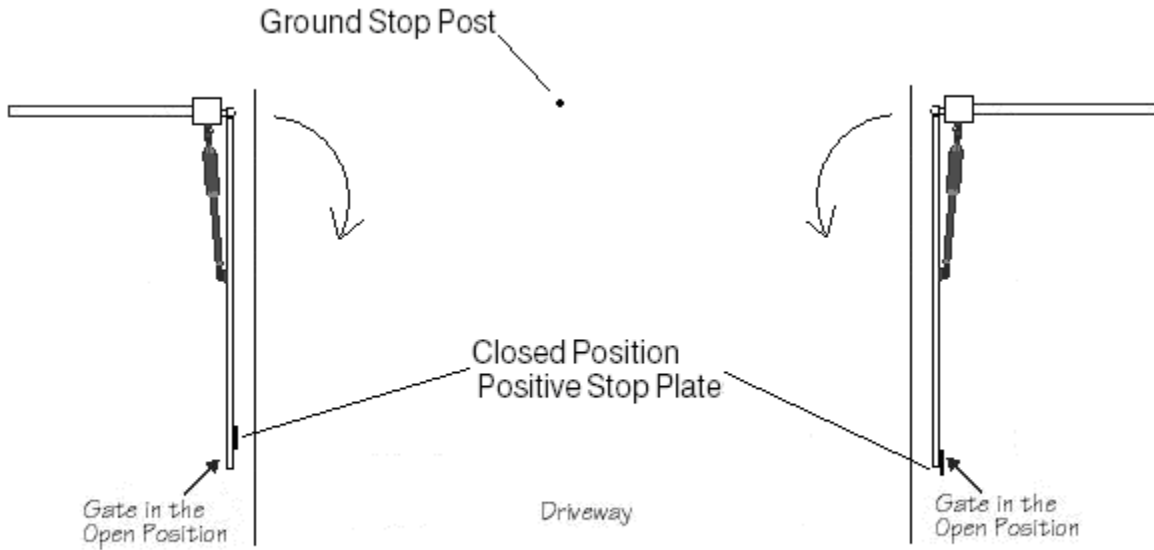 Ground Stop Post
Closed Position
Positive Stop Plate
Gate in the
Open Position
Driveway
Gate in the
Open Position